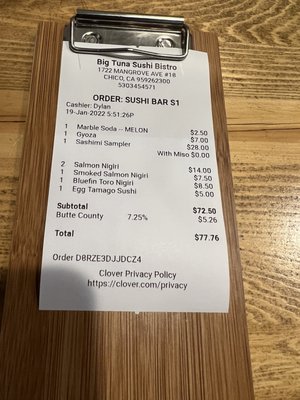 Big Tuna Sushi Bistro
1722 MANGROVE AVE #18
CHICO, CA 959262300
5303454571
ORDER: SUSHI BAR S1
Cashier: Dylan
19-Jan-2022 5:51:26P
1 Marble Soda -- MELON $2.50
1 Gyoza $7.00
1 Sashimi Sampler $28.00
With Miso $0.00
2 Salmon Nigiri $14.00
1 Smoked Salmon Nigiri $7.50
1 Bluefin Toro Nigiri $8.50
1 Egg Tamago Sushi $5.00
Subtotal $72.50
Butte County 7.25% $5.26
Total $77.76
Order D8RZE3DJJDCZ4
Clover Privacy Policy
https://clover.com/privacy